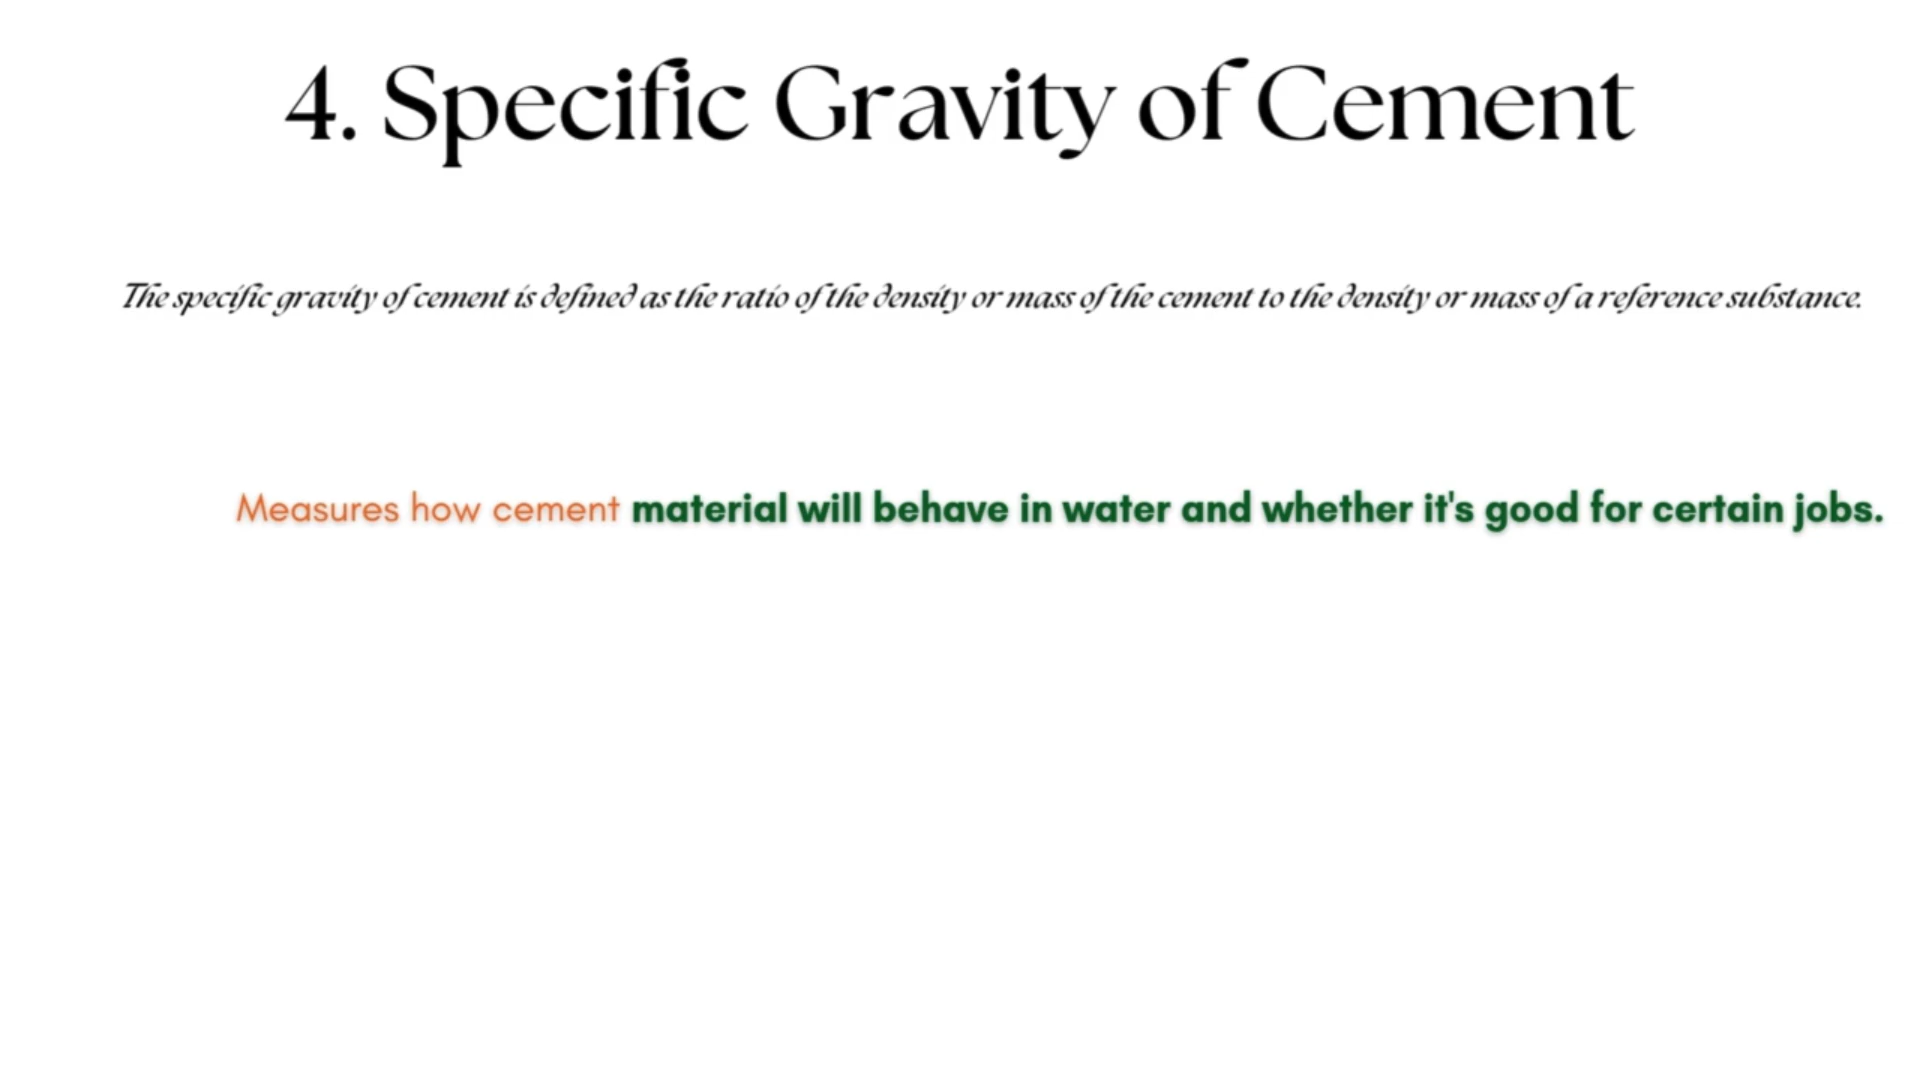 4. Specific Gravity of Cement
The specific gravity of cement is defined as the ratio of the density or mass of the cement to the density or mass of a reference substance.
Measures how cement material will behave in water and whether it's good for certain jobs.